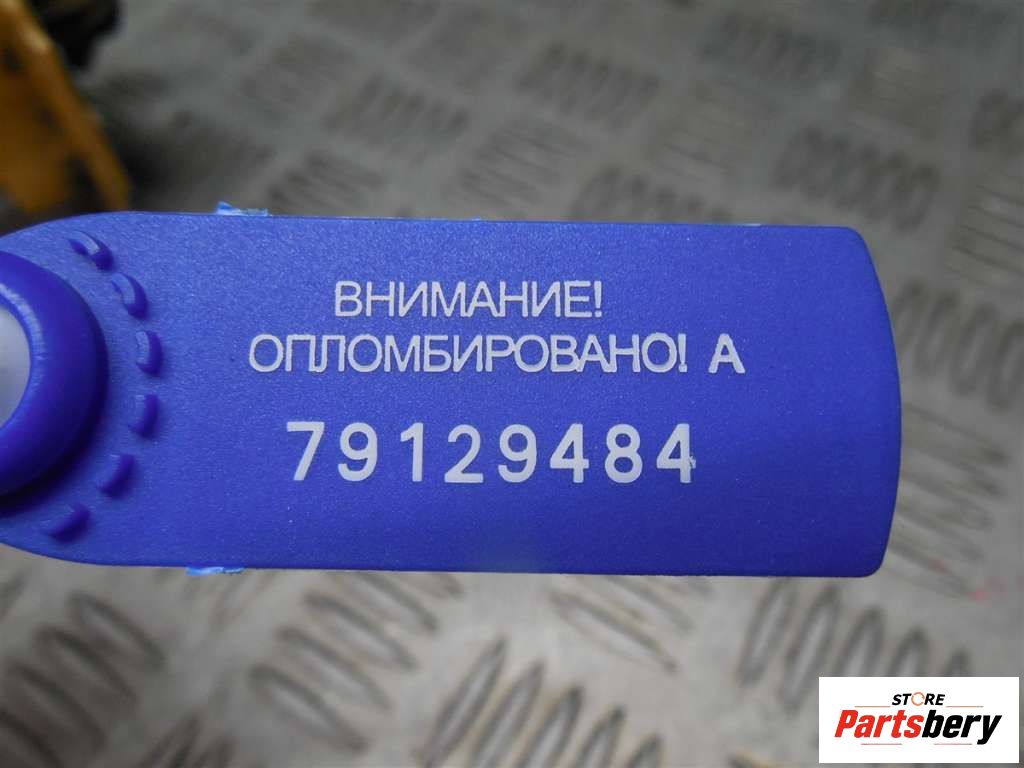 ВНИМАНИЕ!
ОПЛОМБИРОВАНО! А
79129484
STORE
Partsbery